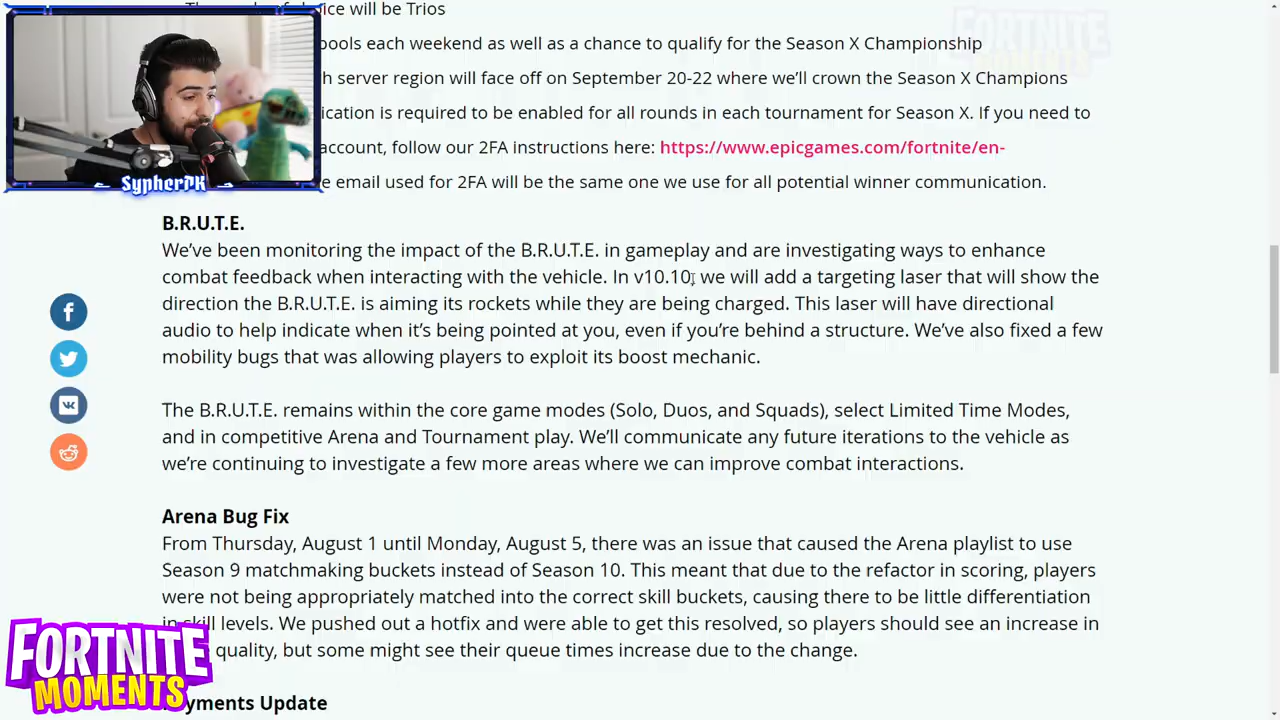 choice will be Trios
pools each weekend as well as a chance to qualify for the Season X Championship
h server region will face off on September 20-22 where we'll crown the Season X Champions
ication is required to be enabled for all rounds in each tournament for Season X. If you need to
account, follow our 2FA instructions here: https://www.epicgames.com/fortnite/en-
e email used for 2FA will be the same one we use for all potential winner communication.
SypherPK
B.R.U.T.E.
We've been monitoring the impact of the B.R.U.T.E. in gameplay and are investigating ways to enhance
combat feedback when interacting with the vehicle. In v10.10, we will add a targeting laser that will show the
direction the B.R.U.T.E. is aiming its rockets while they are being charged. This laser will have directional
audio to help indicate when it's being pointed at you, even if you're behind a structure. We've also fixed a few
mobility bugs that was allowing players to exploit its boost mechanic.
The B.R.U.T.E. remains within the core game modes (Solo, Duos, and Squads), select Limited Time Modes,
and in competitive Arena and Tournament play. We'll communicate any future iterations to the vehicle as
we're continuing to investigate a few more areas where we can improve combat interactions.
Arena Bug Fix
From Thursday, August 1 until Monday, August 5, there was an issue that caused the Arena playlist to use
Season 9 matchmaking buckets instead of Season 10. This meant that due to the refactor in scoring, players
were not being appropriately matched into the correct skill buckets, causing there to be little differentiation
in skill levels. We pushed out a hotfix and were able to get this resolved, so players should see an increase in
quality, but some might see their queue times increase due to the change.
yments Update
FORTNITE
MOMENTS